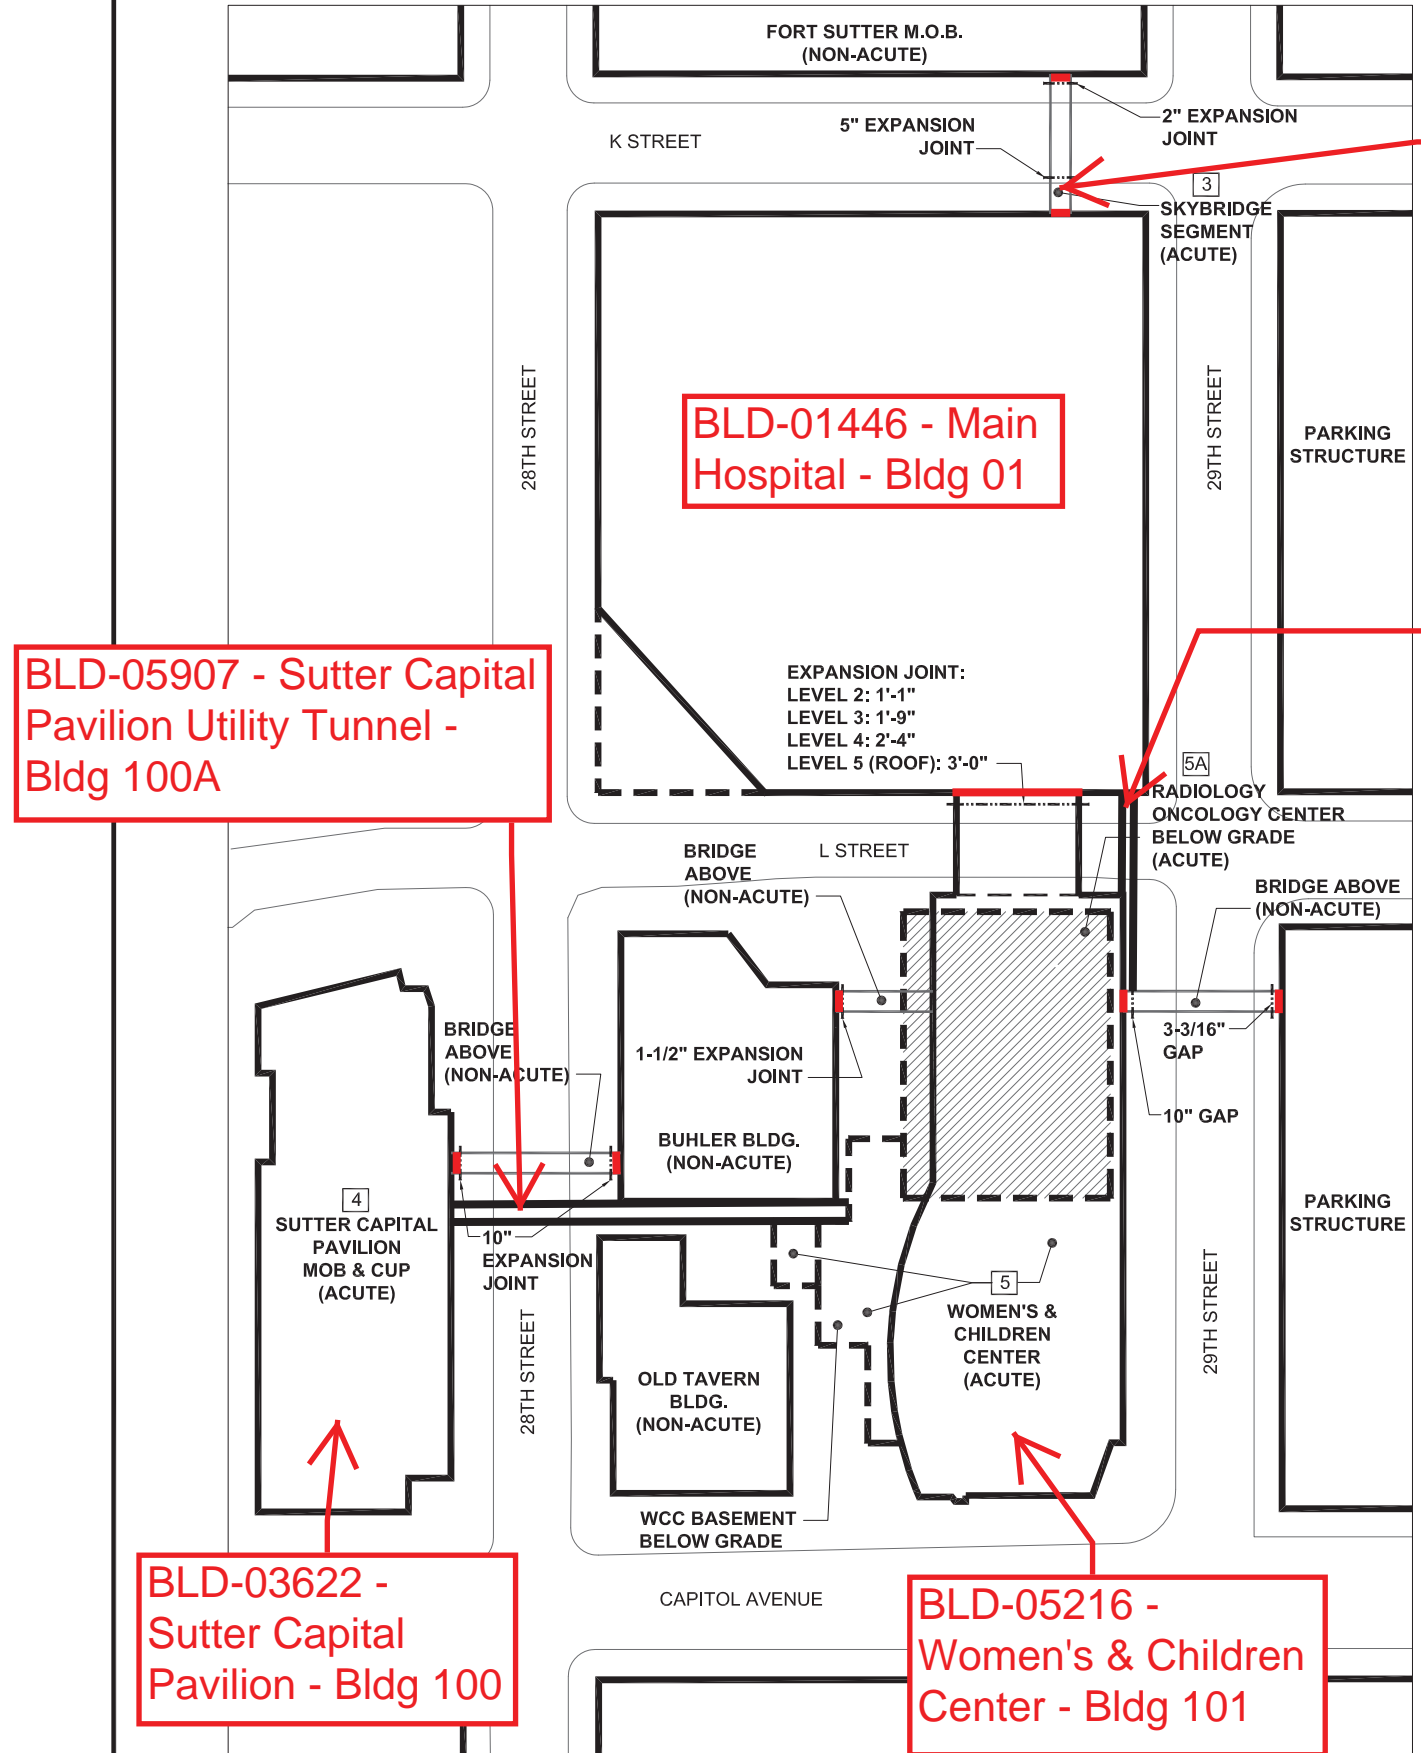 FORT SUTTER M.O.B.
(NON-ACUTE)
K STREET
5" EXPANSION
JOINT
2" EXPANSION
JOINT
3
SKYBRIDGE
SEGMENT
(ACUTE)
28TH STREET
29TH STREET
BLD-01446 - Main
Hospital - Bldg 01
PARKING
STRUCTURE
BLD-05907 - Sutter Capital
Pavilion Utility Tunnel -
Bldg 100A
EXPANSION JOINT:
LEVEL 2: 1'-1"
LEVEL 3: 1'-9"
LEVEL 4: 2'-4"
LEVEL 5 (ROOF): 3'-0"
5A
RADIOLOGY
ONCOLOGY CENTER
BELOW GRADE
(ACUTE)
L STREET
BRIDGE
ABOVE
(NON-ACUTE)
BRIDGE ABOVE
(NON-ACUTE)
BRIDGE
ABOVE
(NON-ACUTE)
1-1/2" EXPANSION
JOINT
3-3/16"
GAP
10" GAP
BUHLER BLDG.
(NON-ACUTE)
4
SUTTER CAPITAL
PAVILION
MOB & CUP
(ACUTE)
10"
EXPANSION
JOINT
PARKING
STRUCTURE
5
WOMEN'S &
CHILDREN
CENTER
(ACUTE)
28TH STREET
29TH STREET
OLD TAVERN
BLDG.
(NON-ACUTE)
WCC BASEMENT
BELOW GRADE
CAPITOL AVENUE
BLD-03622 -
Sutter Capital
Pavilion - Bldg 100
BLD-05216 -
Women's & Children
Center - Bldg 101